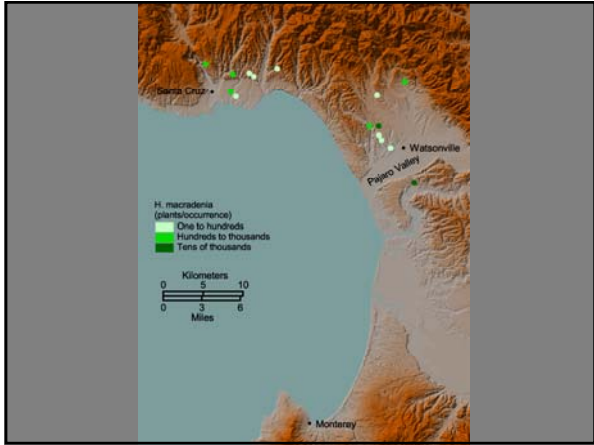 Santa Cruz
Watsonville
Pajaro Valley
H. macradenia
(plants/occurrence)
One to hundreds
Hundreds to thousands
Tens of thousands
Kilometers
0 5 10
0 3 6
Miles
Monterey